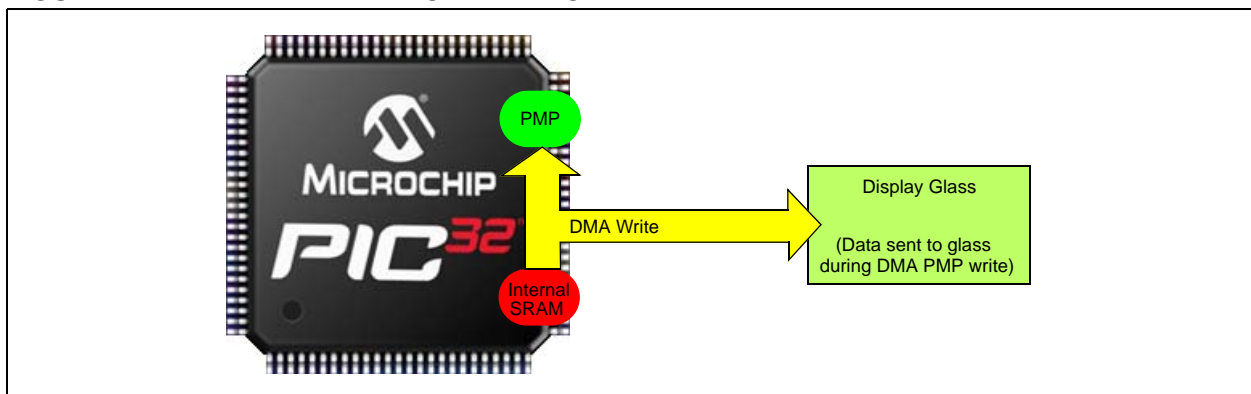 PMP
MICROCHIP
PIC32
DMA Write
Internal
SRAM
Display Glass
(Data sent to glass
during DMA PMP write)